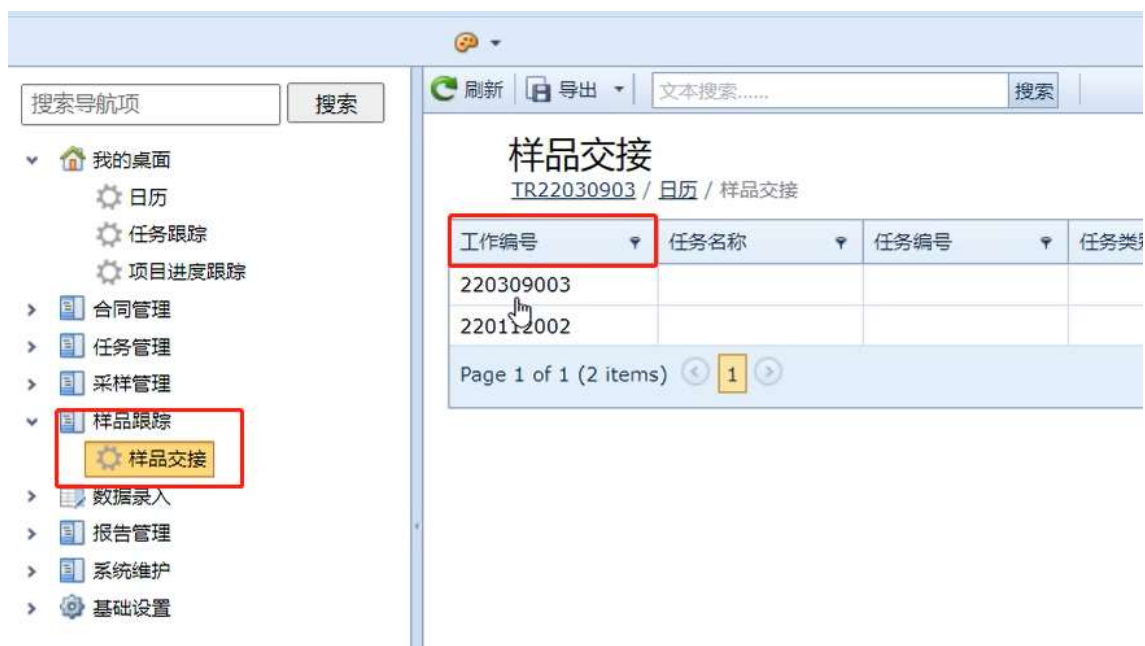 搜索导航项
搜索
我的桌面
日历
任务跟踪
项目进度跟踪
合同管理
任务管理
采样管理
样品跟踪
样品交接
数据录入
报告管理
系统维护
基础设置
刷新
导出
文本搜索......
搜索
样品交接
TR22030903 / 日历 / 样品交接
工作编号 任务名称 任务编号 任务类
220309003
220112002
Page 1 of 1 (2 items) 1